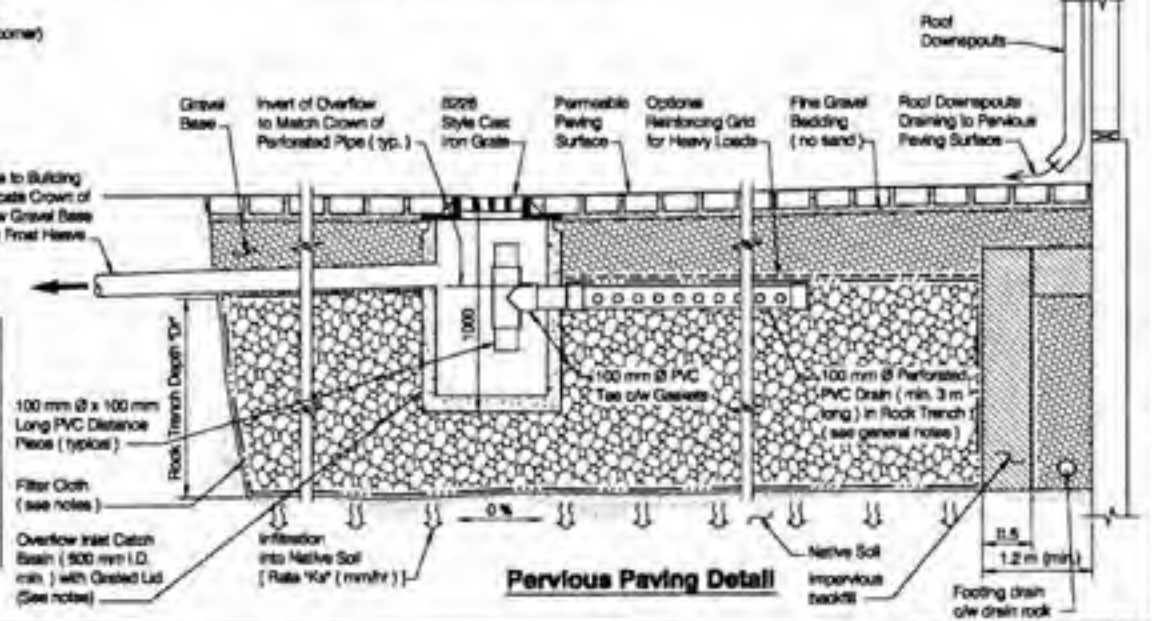 Roof
Downspouts
Gravel
Base
Invert of Overflow
to Match Crown of
Perforated Pipe ( typ. )
Style Cast
Iron Grate
Permeable
Paving
Surface
Optional
Reinforcing Grid
for Heavy Loads
Fine Gravel
Bedding
( no sand )
Roof Downspouts
Draining to Pervious
Paving Surface
to Building
Crown of
Gravel Base
Frost Heave
1000
Rock Trench Depth "Dr"
100 mm Ø x 100 mm
Long PVC Distance
Piece ( typical )
100 mm Ø PVC
Tee c/w Gaskets
100 mm Ø Perforated
PVC Drain ( min. 3 m
long ) in Rock Trench
( see general notes )
Filter Cloth
( see notes )
Overflow Inlet Catch
Basin ( 500 mm I.D.
min. ) with Grated Lid
(See notes)
0 %
Infiltration
into Native Soil
[ Rate "Ks" ( mm/hr ) ]
Pervious Paving Detail
Native Soil
Impervious
backfill
0.5
1.2 m (min.)
Footing drain
c/w drain rock